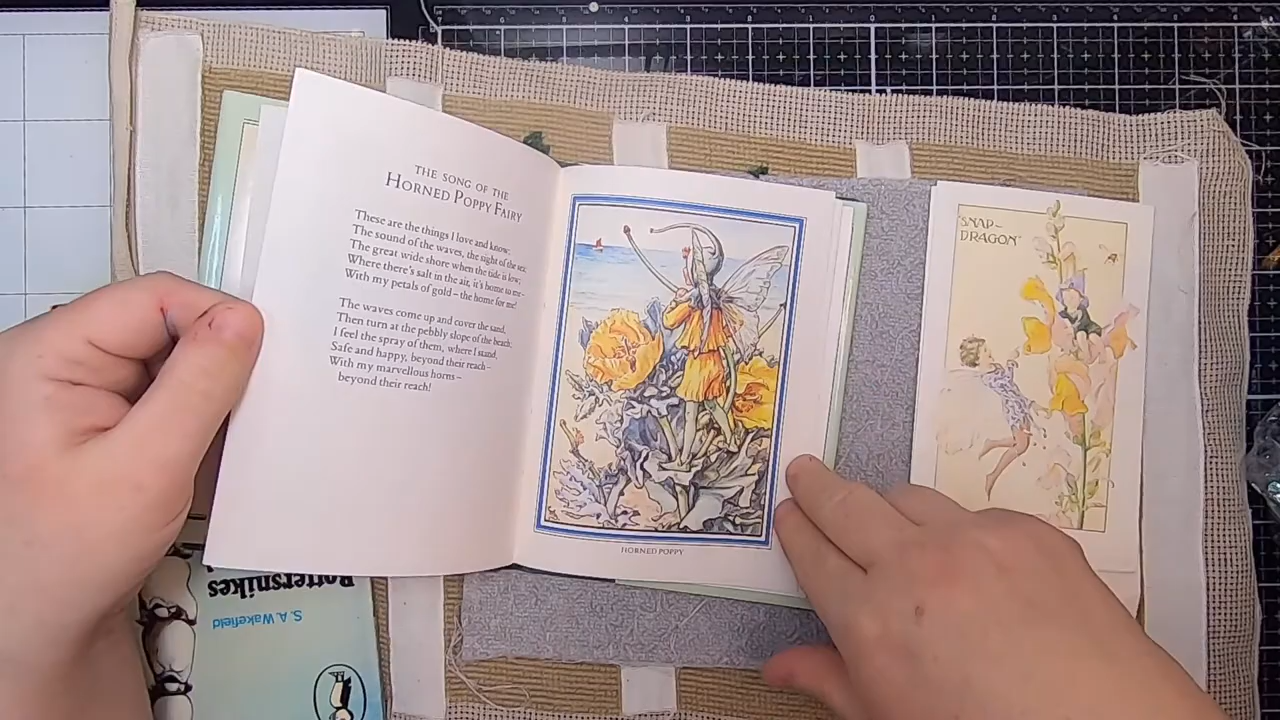 THE SONG OF THE
HORNED POPPY FAIRY
These are the things I love and know:
The sound of the waves, the sight of the sea;
The great wide shore when the tide is low;
Where there's salt in the air, it's home to me—
With my petals of gold—the home for me!
The waves come up and cover the sand,
Then turn at the pebbly slope of the beach;
I feel the spray of them, where I stand,
Safe and happy, beyond their reach—
With my marvellous horns—
beyond their reach!
HORNED POPPY
"SNAP-
DRAGON"
Bottersnikes
S. A. Wakefield